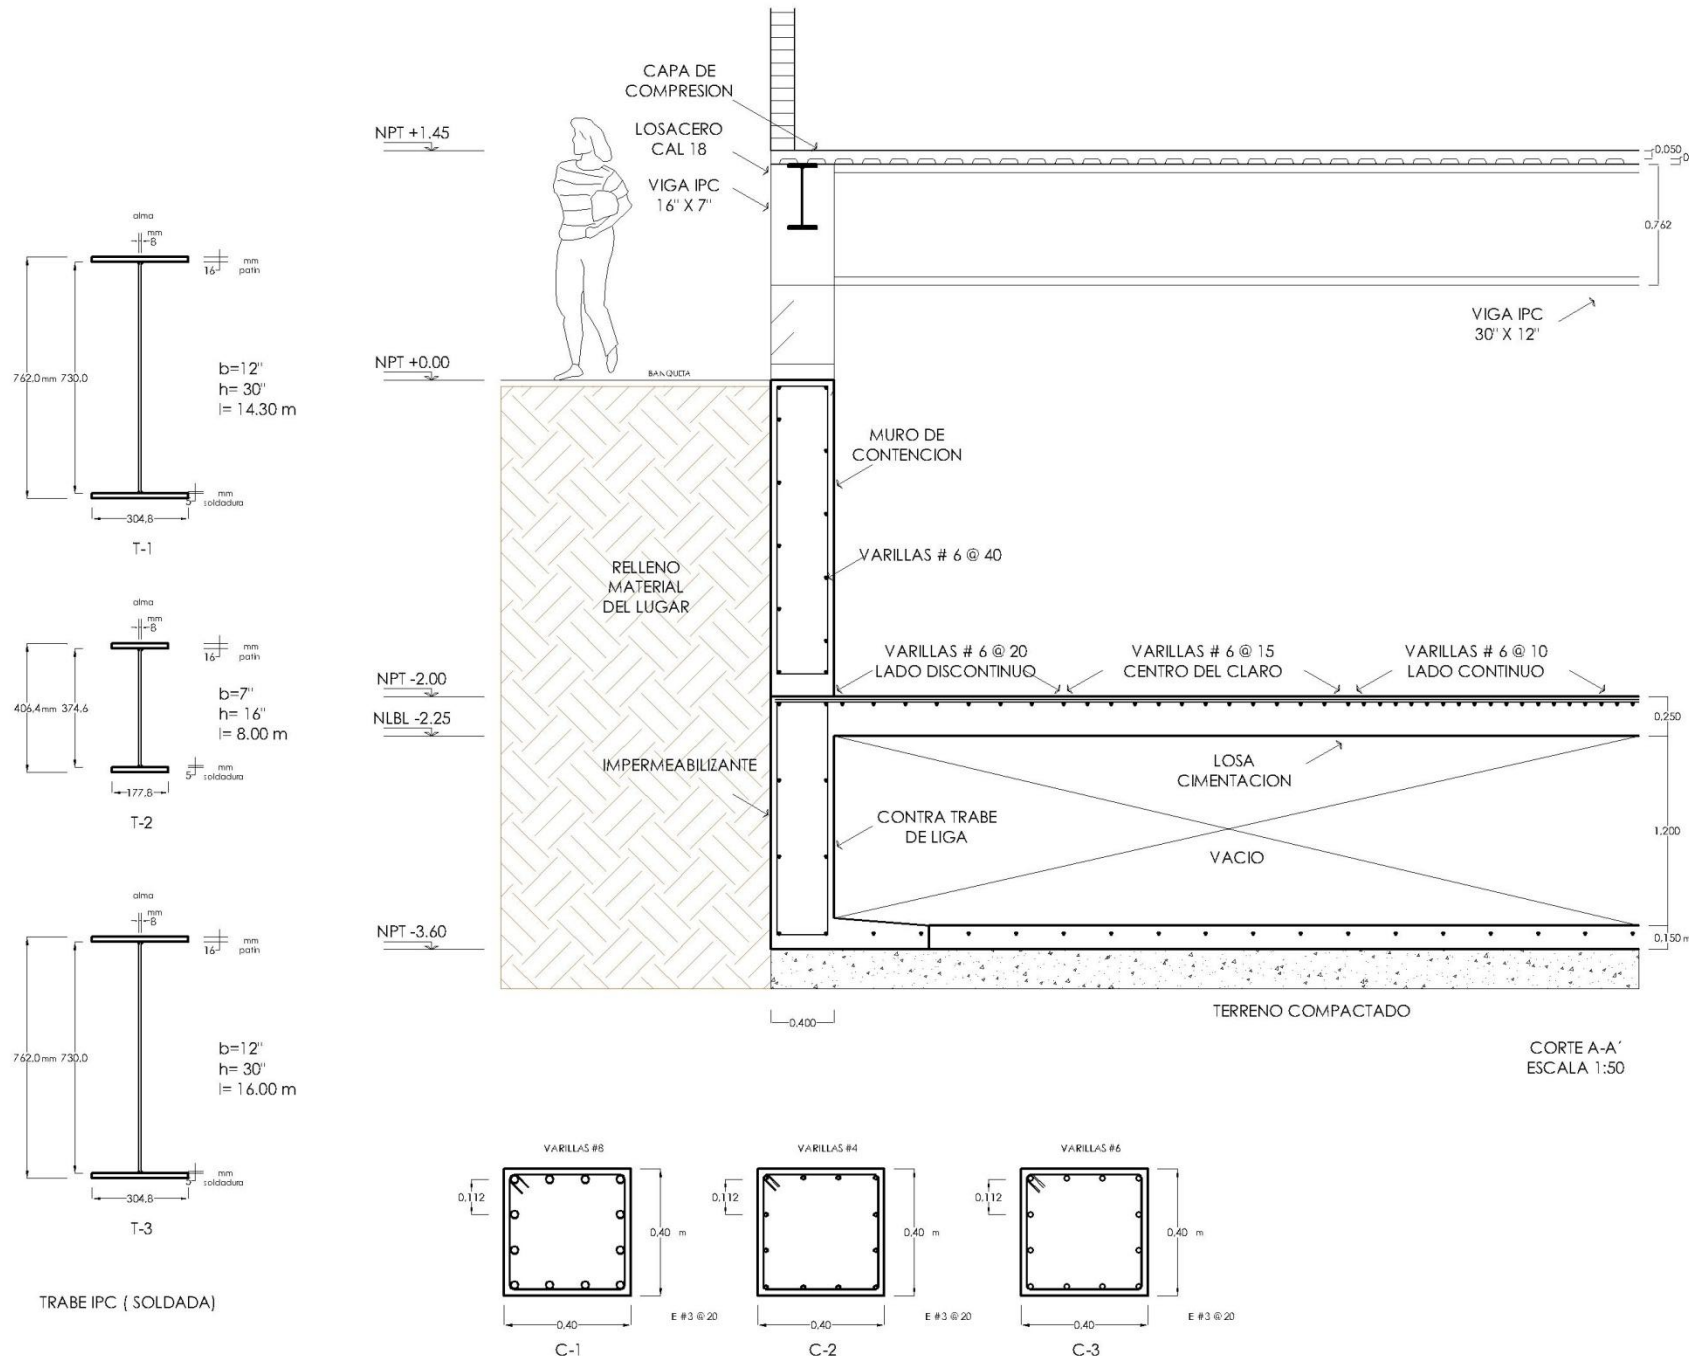 CAPA DE
COMPRESION
LOSACERO
CAL 18
VIGA IPC
16" X 7"
NPT +1.45
0.050
0.762
VIGA IPC
30" X 12"
NPT +0.00
BANQUETA
MURO DE
CONTENCION
VARILLAS # 6 @ 40
RELLENO
MATERIAL
DEL LUGAR
VARILLAS # 6 @ 20
LADO DISCONTINUO
VARILLAS # 6 @ 15
CENTRO DEL CLARO
VARILLAS # 6 @ 10
LADO CONTINUO
NPT -2.00
NLBL -2.25
0.250
IMPERMEABILIZANTE
LOSA
CIMENTACION
CONTRA TRABE
DE LIGA
VACIO
1.200
NPT -3.60
0.150 m
0.400
TERRENO COMPACTADO
CORTE A-A´
ESCALA 1:50
alma
mm
8
16
mm
patin
762.0 mm 730.0
b=12"
h= 30"
l= 14.30 m
5
mm
soldadura
304.8
T-1
alma
mm
8
16
mm
patin
406.4 mm 374.6
b=7"
h= 16"
l= 8.00 m
5
mm
soldadura
177.8
T-2
alma
mm
8
16
mm
patin
762.0 mm 730.0
b=12"
h= 30"
l= 16.00 m
5
mm
soldadura
304.8
T-3
TRABE IPC ( SOLDADA)
VARILLAS #8
0.112
0.40 m
0.40
E #3 @ 20
C-1
VARILLAS #4
0.112
0.40 m
0.40
E #3 @ 20
C-2
VARILLAS #6
0.112
0.40 m
0.40
E #3 @ 20
C-3